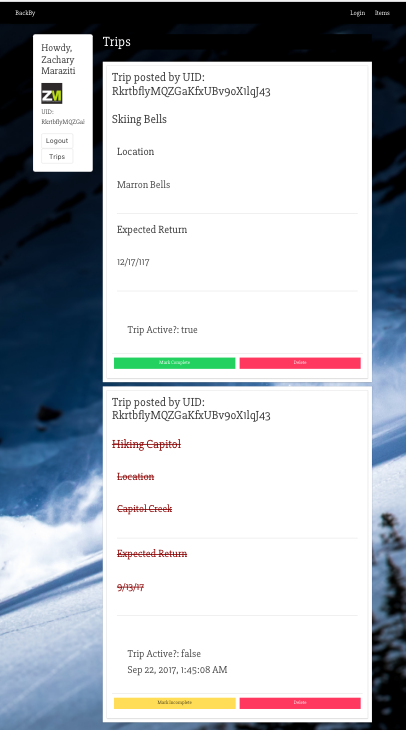 BackBy
Login Items
Howdy,
Zachary
Maraziti
ZM
UID:
Logout
Trips
Trips
Trip posted by UID:
RkrtbflyMQZGaKfxUBv9oX1lqJ43
Skiing Bells
Location
Marron Bells
Expected Return
12/17/117
Trip Active?: true
Mark Complete Delete
Trip posted by UID:
RkrtbflyMQZGaKfxUBv9oX1lqJ43
Hiking Capitol
Location
Capitol Creek
Expected Return
9/13/17
Trip Active?: false
Sep 22, 2017, 1:45:08 AM
Mark Incomplete Delete